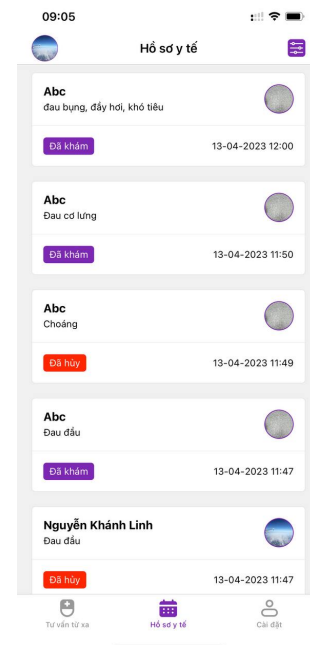 09:05
Hồ sơ y tế
Abc
đau bụng, đầy hơi, khó tiêu
Đã khám
13-04-2023 12:00
Abc
Đau cơ lưng
Đã khám
13-04-2023 11:50
Abc
Choáng
Đã hủy
13-04-2023 11:49
Abc
Đau đầu
Đã khám
13-04-2023 11:47
Nguyễn Khánh Linh
Đau đầu
Đã hủy
13-04-2023 11:47
Tư vấn từ xa
Hồ sơ y tế
Cài đặt